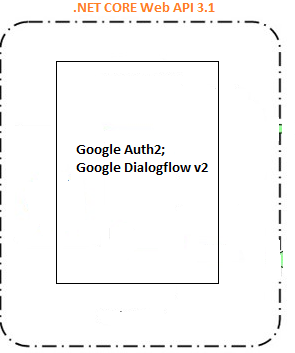 .NET CORE Web API 3.1
Google Auth2;
Google Dialogflow v2